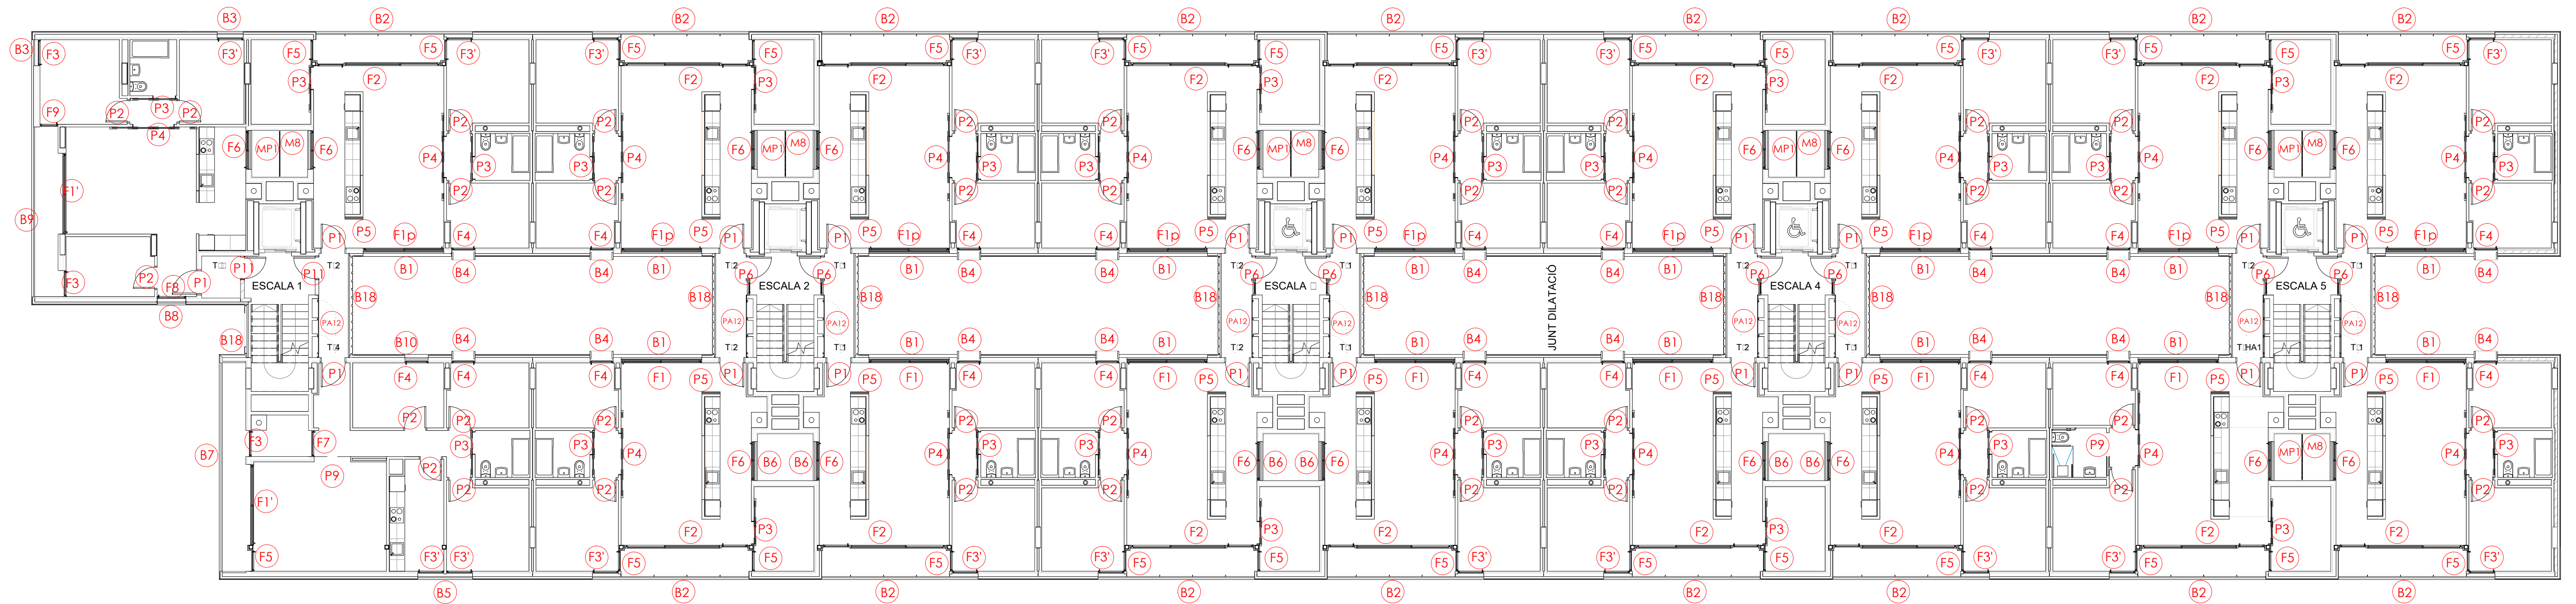 B3 B2 B2 B2 B2 B2 B2 B2 B2 B2
B3 F3 F3' F5 F5 F3' F3' F5 F5 F5 F3' F3' F5 F5 F5 F3' F3' F5 F5 F5 F3' F3' F5 F5 F5 F3'
P3 F2 F2 P3 F2 F2 P3 F2 F2 P3 F2 F2 P3 F2
F9 P2 P3 P2 P2 P2 P2 P2 P2 P2 P2 P2 P2
P4
F6 MP1 M8 F6 P4 P3 P3 P4 F6 MP1 M8 F6 P4 P3 P3 P4 F6 MP1 M8 F6 P4 P3 P3 P4 F6 MP1 M8 F6 P4 P3 P3 P4 F6 MP1 M8 F6 P4 P3
F1' P2 P2 P2 P2 P2 P2 P2 P2 P2
B9
P1 P5 F1p F4 F4 F1p P5 P1 P1 P5 F1p F4 F4 F1p P5 P1 P1 P5 F1p F4 F4 F1p P5 P1 P1 P5 F1p F4 F4 F1p P5 P1 P1 P5 F1p F4
P11 P11 B1 B4 B4 B1 P6 P6 B1 B4 B4 B1 P6 P6 B1 B4 B4 B1 P6 P6 B1 B4 B4 B1 P6 P6 B1 B4
F3 P2 F8 P1 ESCALA 1 ESCALA 2 ESCALA ESCALA 4 ESCALA 5
B18 B18 B18 B18 B18 B18 B18 B18 B18
B8
JUNT DILATACIÓ
PA12 PA12 PA12 PA12 PA12 PA12 PA12 PA12 PA12
B18 B10 B4 B4 B1 B1 B4 B4 B1 B1 B4 B4 B1 B1 B4 B4 B1 B1 B4
P1 F4 F4 F4 F1 P5 P1 P1 P5 F1 F4 F4 F1 P5 P1 P1 P5 F1 F4 F4 F1 P5 P1 P1 P5 F1 F4 F4 F1 P5 P1 P1 P5 F1 F4
P2 P2 P2 P2 P2 P2 P2 P2 P2 P2
F3 F7 P3 P3 P4 P4 P3 P3 P4 P4 P3 P3 P4 P4 P3 P9 P4 P3
B7 P9 P2 F6 B6 B6 F6 F6 B6 B6 F6 F6 B6 B6 F6 F6 MP1 M8 F6
F1' P2 P2 P2 P2 P2 P2 P2 P2 P2
F2 P3 F2 F2 P3 F2 F2 P3 F2 F2 P3 F2
F5 F3' F3' F3' F5 F5 F5 F3' F3' F5 F5 F5 F3' F3' F5 F5 F5 F3' F3' F5 F5 F5 F3'
B5 B2 B2 B2 B2 B2 B2 B2 B2